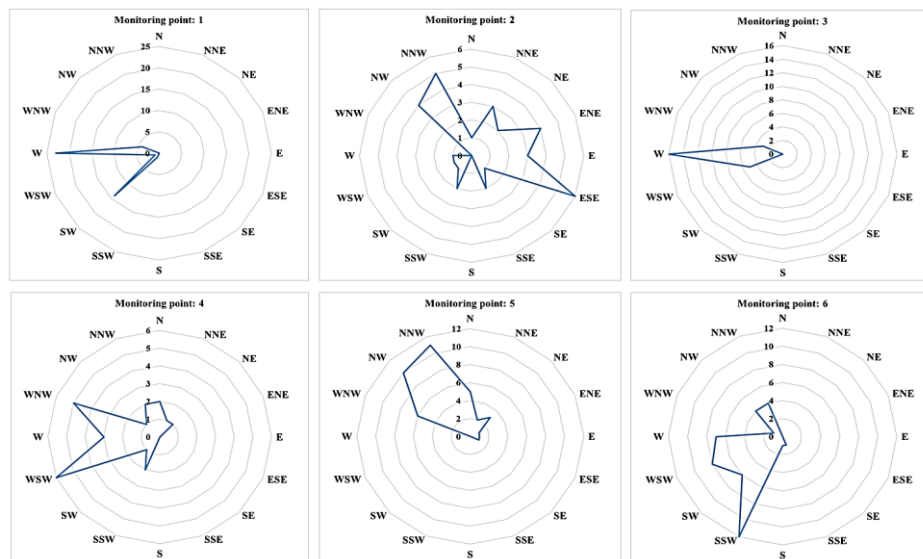 Monitoring point: 1
N
NNW NNE
NW NE
WNW ENE
W E
WSW ESE
SW SE
SSW SSE
S
25
20
15
10
5
0
Monitoring point: 2
N
NNW NNE
NW NE
WNW ENE
W E
WSW ESE
SW SE
SSW SSE
S
6
5
4
3
2
1
0
Monitoring point: 3
N
NNW NNE
NW NE
WNW ENE
W E
WSW ESE
SW SE
SSW SSE
S
16
14
12
10
8
6
4
2
0
Monitoring point: 4
N
NNW NNE
NW NE
WNW ENE
W E
WSW ESE
SW SE
SSW SSE
S
6
5
4
3
2
1
0
Monitoring point: 5
N
NNW NNE
NW NE
WNW ENE
W E
WSW ESE
SW SE
SSW SSE
S
12
10
8
6
4
2
0
Monitoring point: 6
N
NNW NNE
NW NE
WNW ENE
W E
WSW ESE
SW SE
SSW SSE
S
12
10
8
6
4
2
0